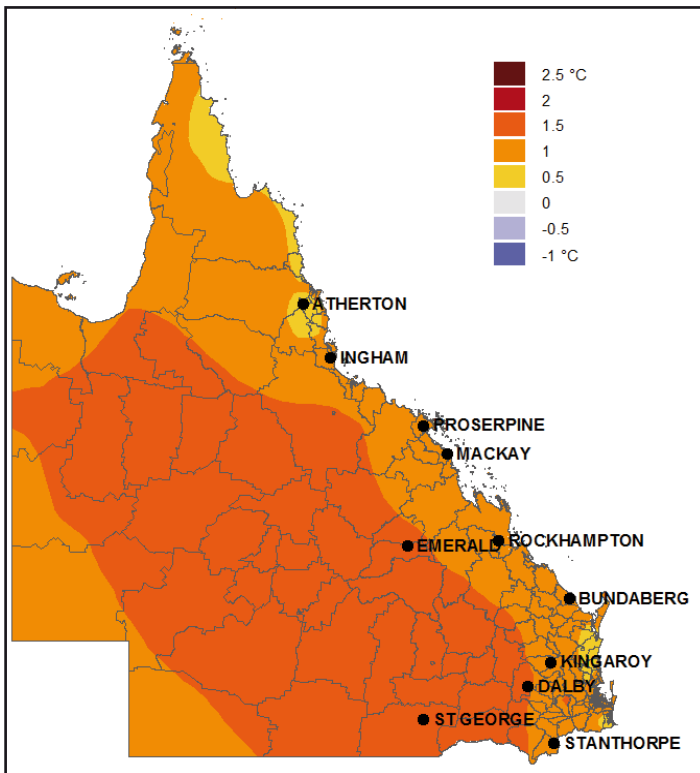 2.5 °C
2
1.5
1
0.5
0
-0.5
-1 °C
ATHERTON
INGHAM
PROSERPINE
MACKAY
ROCKHAMPTON
EMERALD
BUNDABERG
KINGAROY
DALBY
ST GEORGE
STANTHORPE